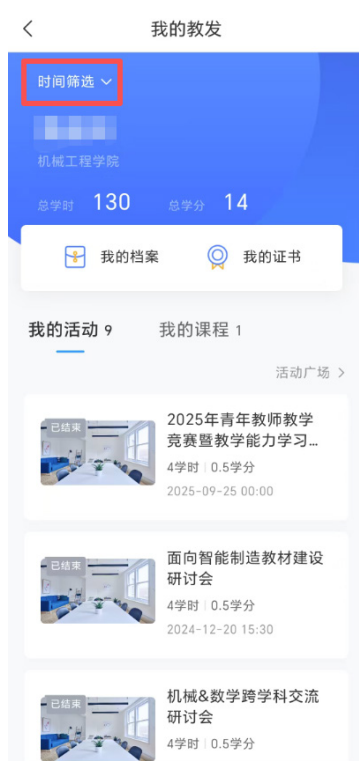 我的教发
时间筛选
机械工程学院
总学时 130 总学分 14
我的档案 我的证书
我的活动 9 我的课程 1
活动广场
已结束
2025年青年教师教学
竞赛暨教学能力学习...
4学时 0.5学分
2025-09-25 00:00
已结束
面向智能制造教材建设
研讨会
4学时 0.5学分
2024-12-20 15:30
已结束
机械&数学跨学科交流
研讨会
4学时 0.5学分